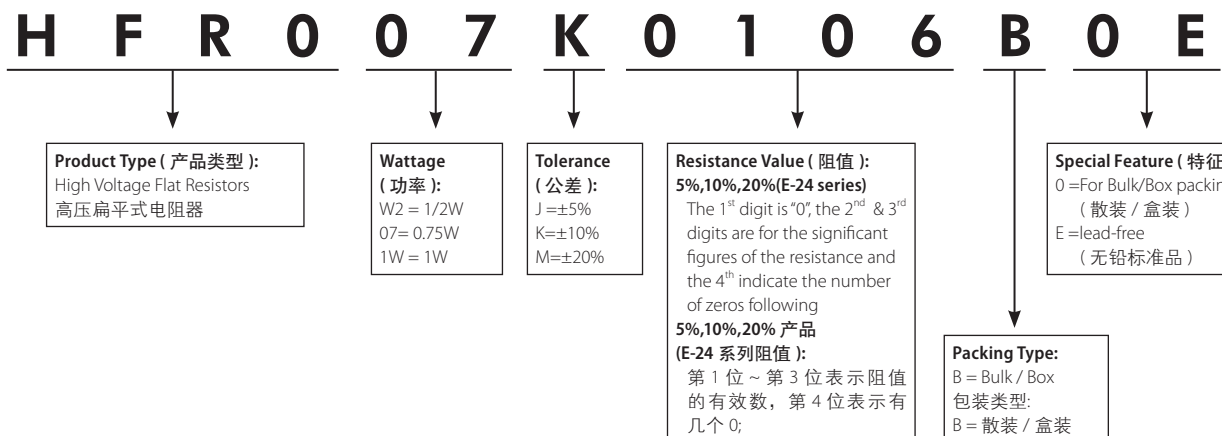 H F R 0 0 7 K 0 1 0 6 B 0 E
Product Type ( 产品类型 ):
High Voltage Flat Resistors
高压扁平式电阻器
Wattage
( 功率 ):
W2 = 1/2W
07= 0.75W
1W = 1W
Tolerance
( 公差 ):
J =±5%
K=±10%
M=±20%
Resistance Value ( 阻值 ):
5%,10%,20%(E-24 series)
The 1st digit is "0", the 2nd & 3rd
digits are for the significant
figures of the resistance and
the 4th indicate the number
of zeros following
5%,10%,20% 产品
(E-24 系列阻值 ):
第 1 位 ~ 第 3 位表示阻值
的有效数，第 4 位表示有
几个 0;
Packing Type:
B = Bulk / Box
包装类型:
B = 散装 / 盒装
Special Feature ( 特征
0 =For Bulk/Box packin
( 散装 / 盒装 )
E =lead-free
( 无铅标准品 )